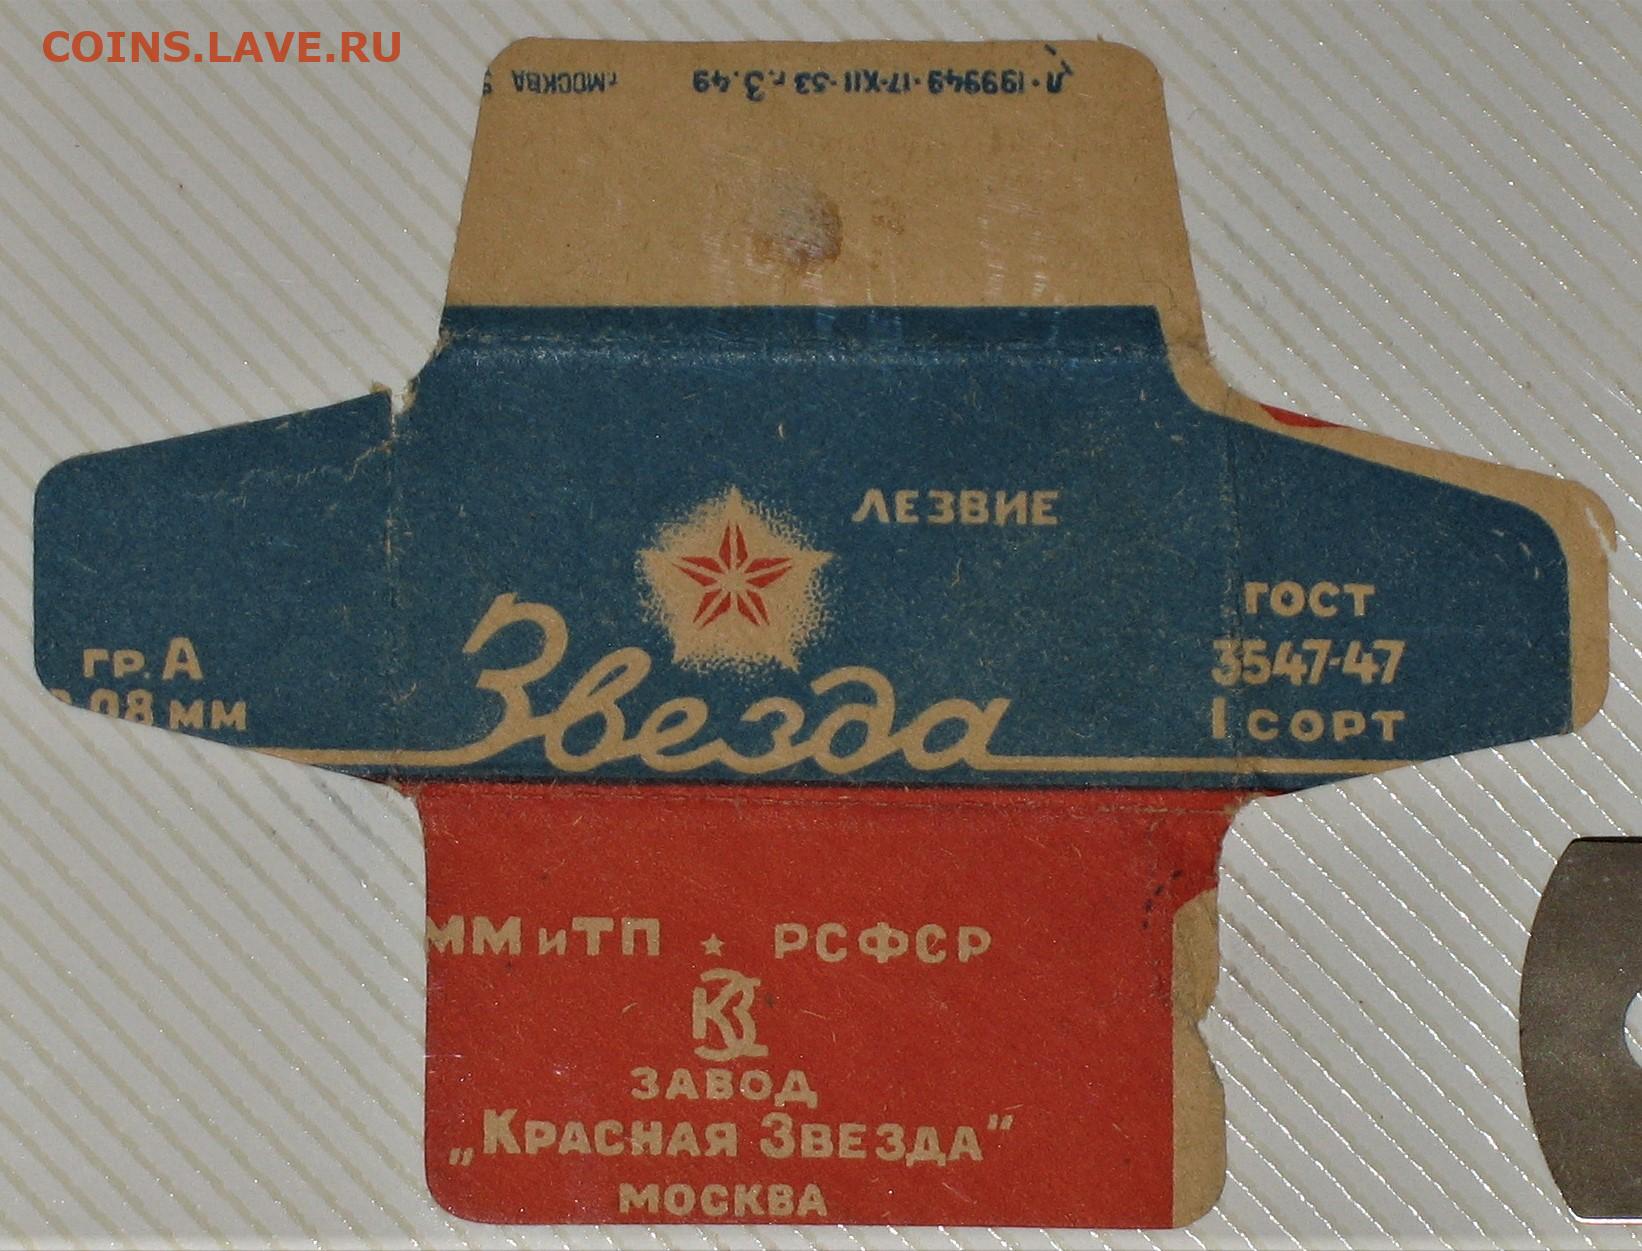 COINS.LAVE.RU
Л·199949·17·XII-53 г. З.49 г.МОСКВА
ЛЕЗВИЕ
Звезда
ГР. А
0,08 ММ
ГОСТ
3547-47
I СОРТ
ММиТП ★ РСФСР
КЗ
ЗАВОД
„КРАСНАЯ ЗВЕЗДА"
МОСКВА